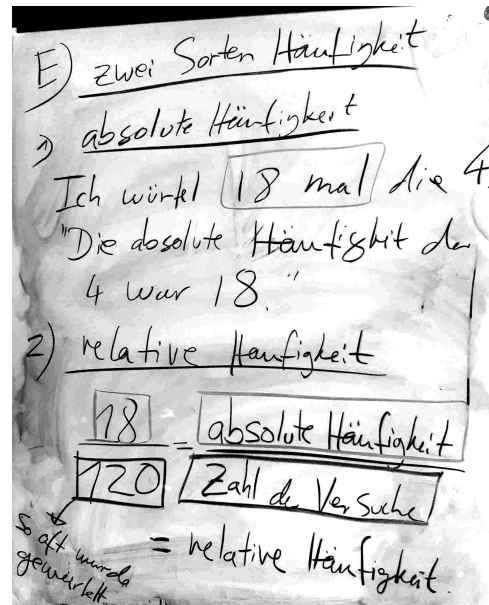 E) zwei Sorten Häufigkeit
1) absolute Häufigkeit
Ich würfel 18 mal die 4.
"Die absolute Häufigkeit der
4 war 18."
2) relative Häufigkeit
18 = absolute Häufigkeit
120 Zahl der Versuche
so oft wurde
gewürfelt.
= relative Häufigkeit.